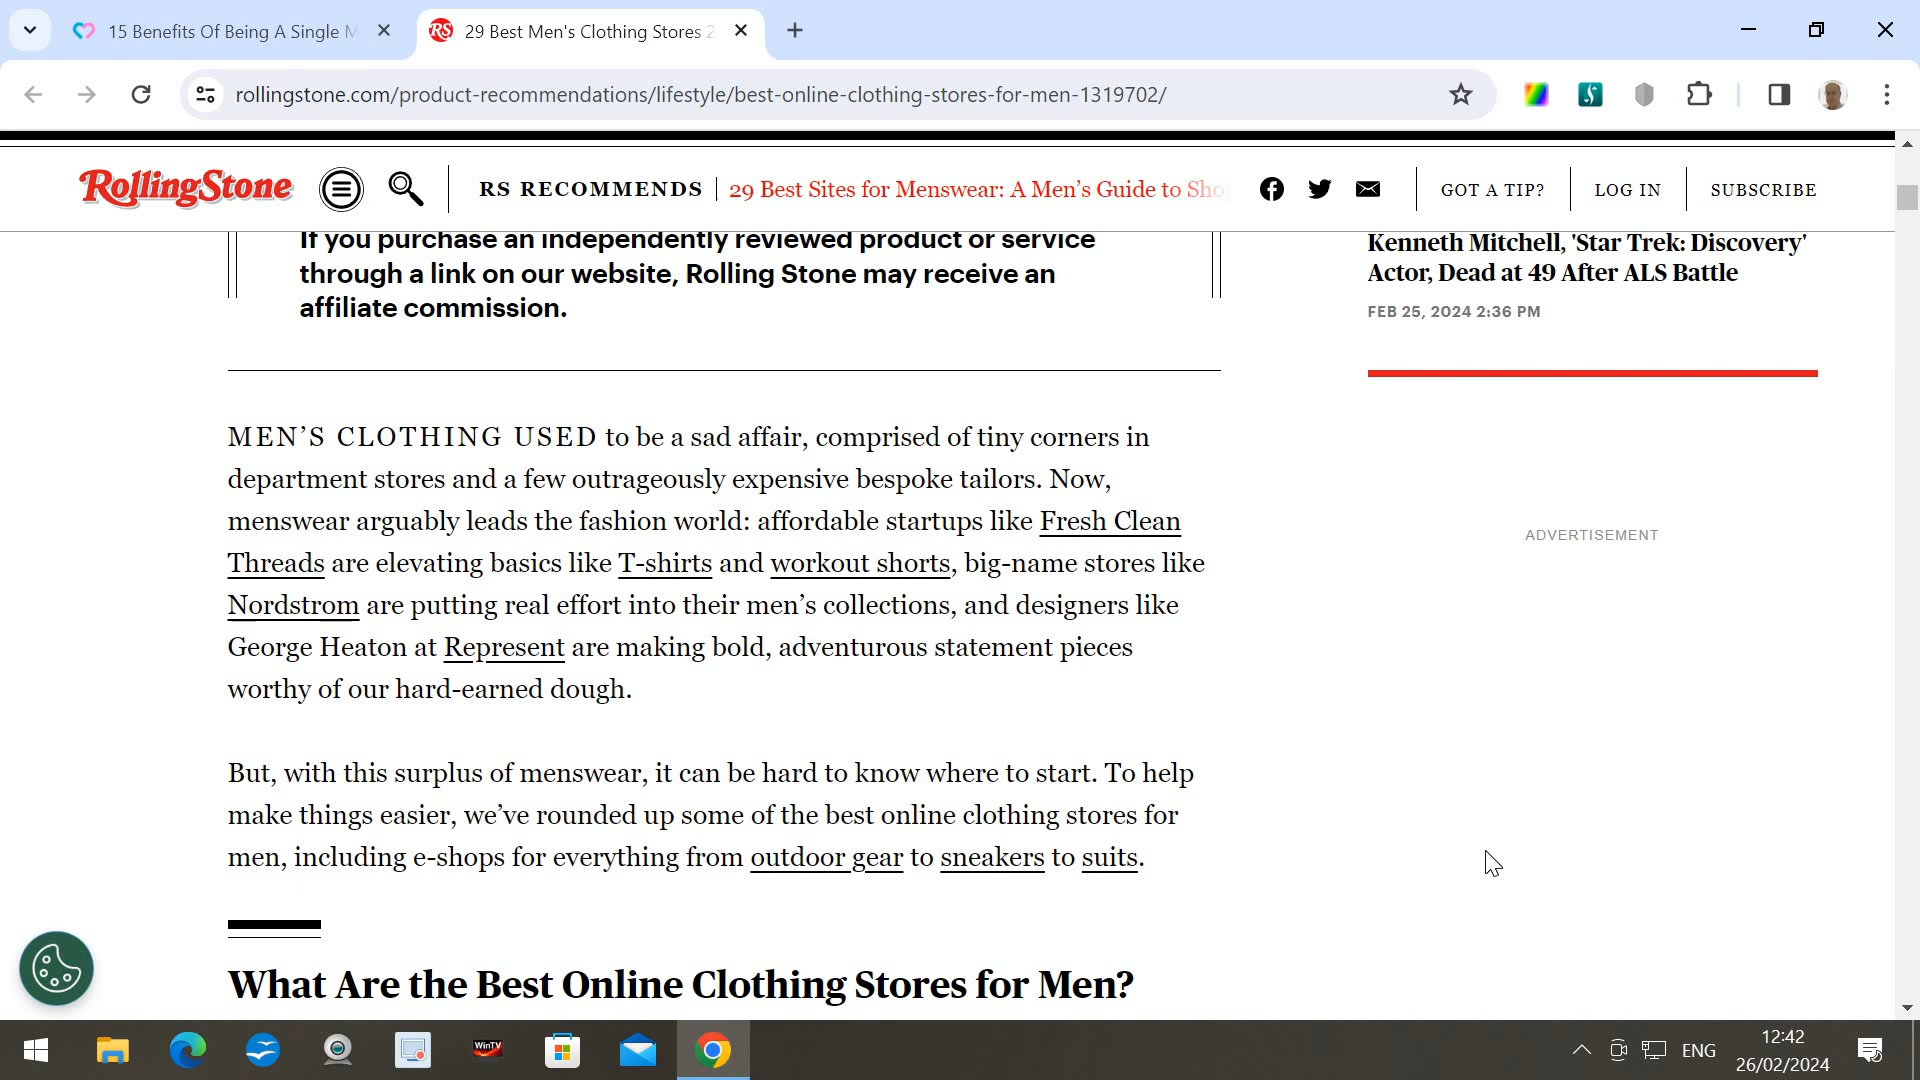 15 Benefits Of Being A Single M
29 Best Men's Clothing Stores 2
rollingstone.com/product-recommendations/lifestyle/best-online-clothing-stores-for-men-1319702/
RollingStone
RS RECOMMENDS
29 Best Sites for Menswear: A Men's Guide to Shop
GOT A TIP?
LOG IN
SUBSCRIBE
If you purchase an independently reviewed product or service
through a link on our website, Rolling Stone may receive an
affiliate commission.
Kenneth Mitchell, 'Star Trek: Discovery'
Actor, Dead at 49 After ALS Battle
FEB 25, 2024 2:36 PM
MEN'S CLOTHING USED to be a sad affair, comprised of tiny corners in
department stores and a few outrageously expensive bespoke tailors. Now,
menswear arguably leads the fashion world: affordable startups like Fresh Clean
Threads are elevating basics like T-shirts and workout shorts, big-name stores like
Nordstrom are putting real effort into their men's collections, and designers like
George Heaton at Represent are making bold, adventurous statement pieces
worthy of our hard-earned dough.
ADVERTISEMENT
But, with this surplus of menswear, it can be hard to know where to start. To help
make things easier, we've rounded up some of the best online clothing stores for
men, including e-shops for everything from outdoor gear to sneakers to suits.
What Are the Best Online Clothing Stores for Men?
WinTV
ENG
12:42
26/02/2024